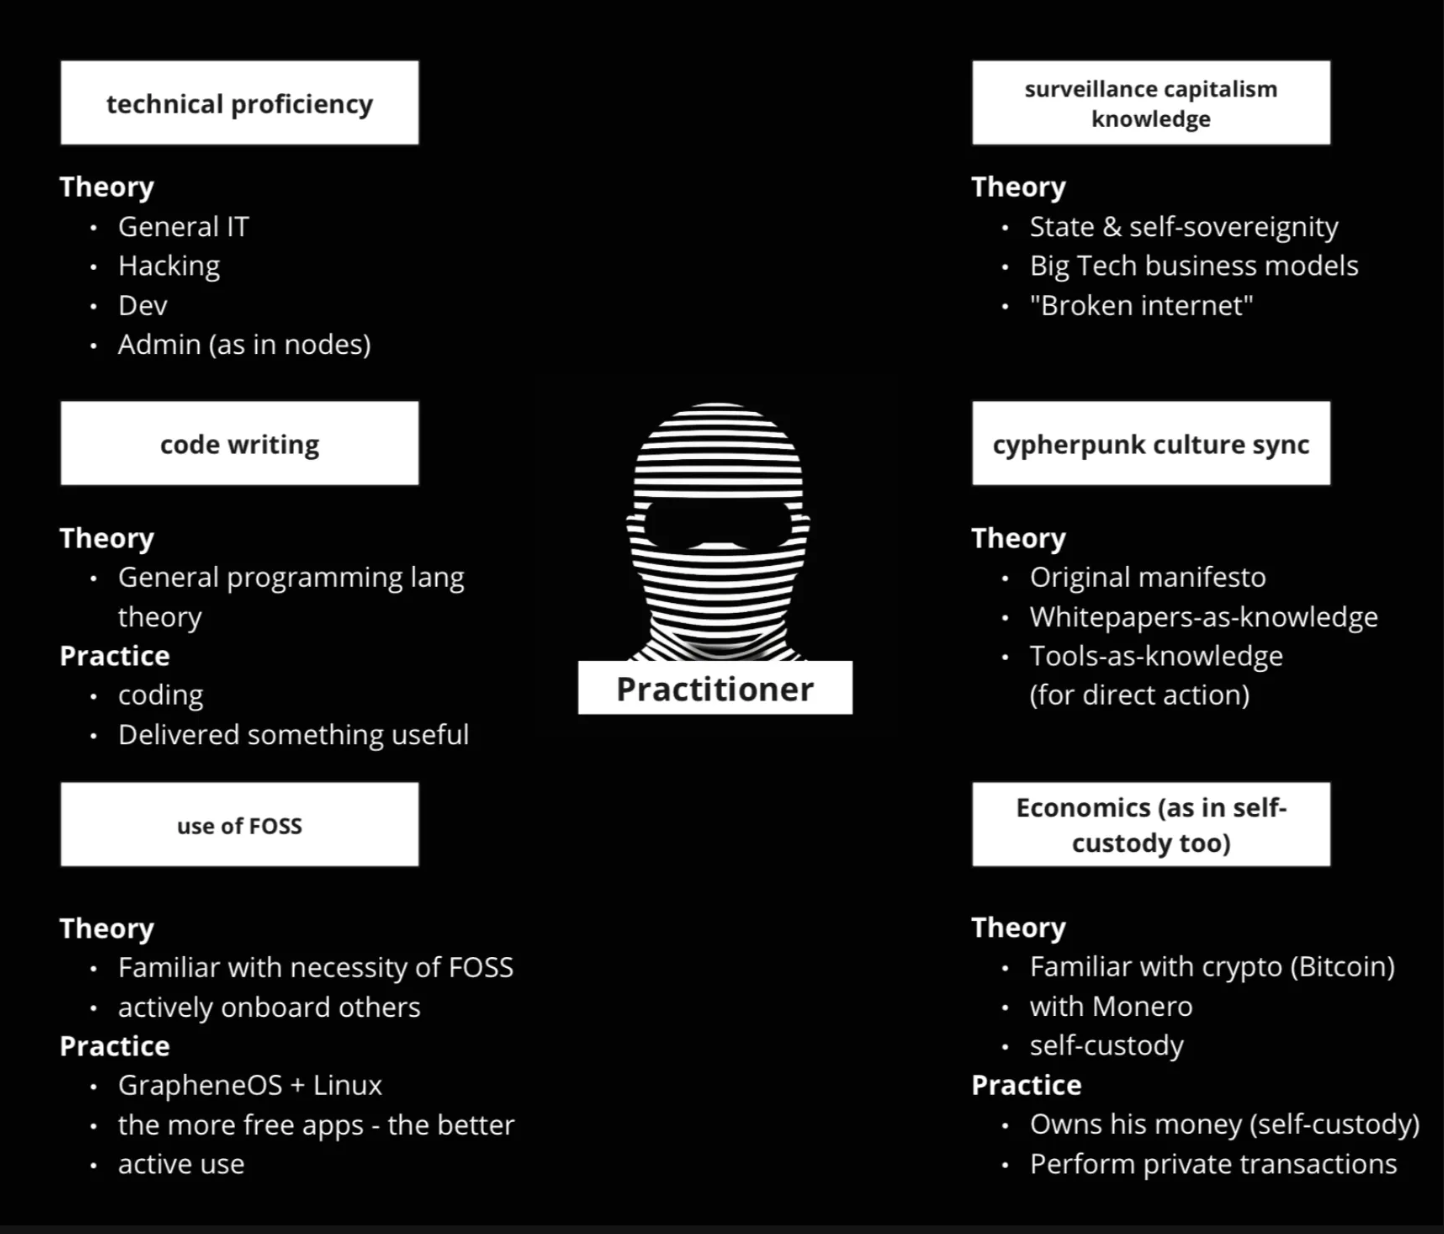 technical proficiency
Theory
• General IT
• Hacking
• Dev
• Admin (as in nodes)
code writing
Theory
• General programming lang
theory
Practice
• coding
• Delivered something useful
use of FOSS
Theory
• Familiar with necessity of FOSS
• actively onboard others
Practice
• GrapheneOS + Linux
• the more free apps - the better
• active use
Practitioner
surveillance capitalism
knowledge
Theory
• State & self-sovereignity
• Big Tech business models
• "Broken internet"
cypherpunk culture sync
Theory
• Original manifesto
• Whitepapers-as-knowledge
• Tools-as-knowledge
(for direct action)
Economics (as in self-
custody too)
Theory
• Familiar with crypto (Bitcoin)
• with Monero
• self-custody
Practice
• Owns his money (self-custody)
• Perform private transactions